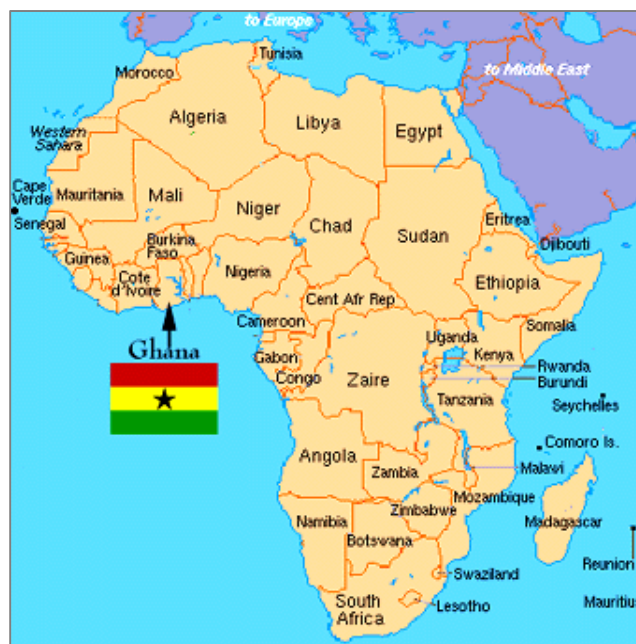 to Europe
Tunisia
to Middle East
Morocco
Algeria
Libya
Egypt
Western
Sahara
Cape
Verde
Mauritania
Mali
Niger
Chad
Sudan
Eritrea
Senegal
Djibouti
Guinea
Burkina
Faso
Nigeria
Ethiopia
Cote
d'Ivoire
Cent Afr Rep
Cameroon
Uganda
Somalia
Ghana
Gabon
Kenya
Rwanda
Congo
Zaire
Burundi
Tanzania
Seychelles
Comoro Is.
Angola
Zambia
Malawi
Mozambique
Zimbabwe
Namibia
Madagascar
Botswana
Reunion
Swaziland
South
Africa
Lesotho
Mauritiu